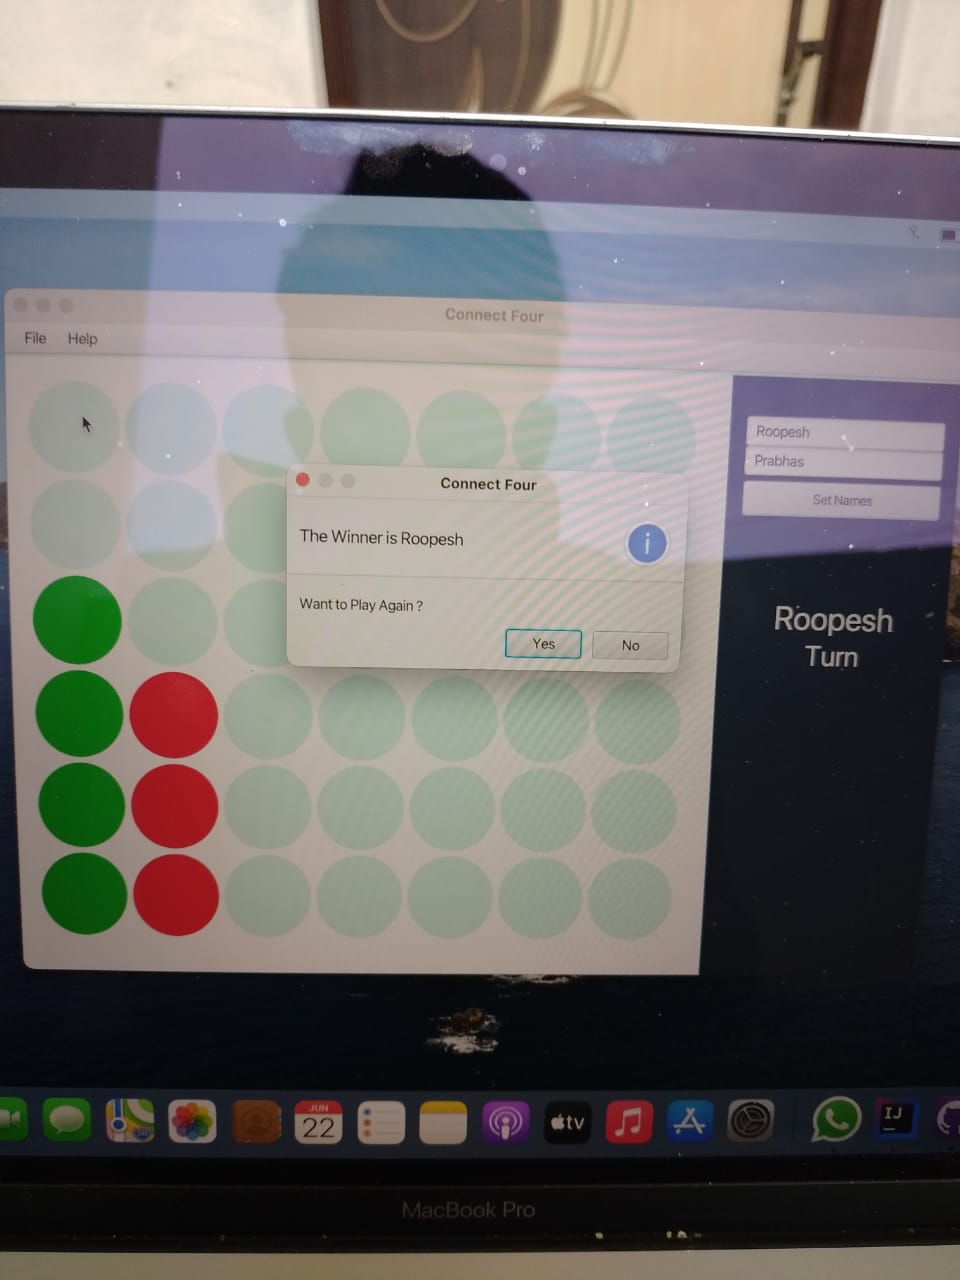 Connect Four
File Help
Roopesh
Prabhas
Set Names
Connect Four
The Winner is Roopesh
i
Want to Play Again ?
Yes No
Roopesh
Turn
JUN
22
tv
IJ
MacBook Pro